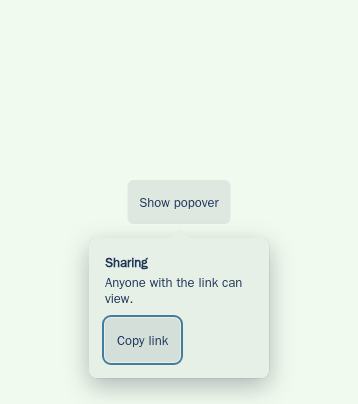 Show popover
Sharing
Anyone with the link can
view.
Copy link